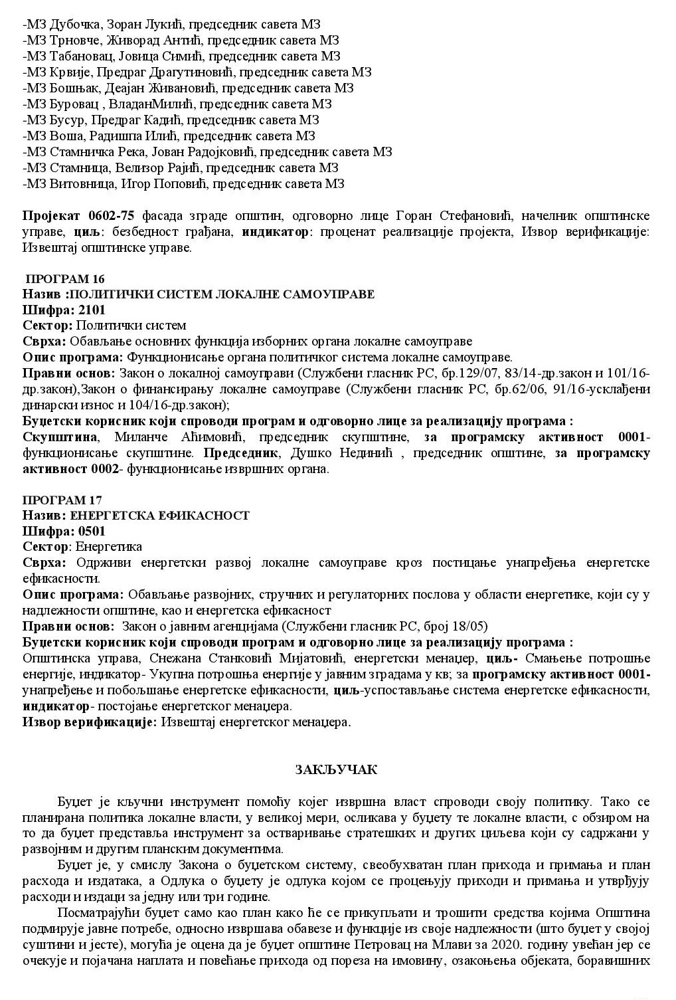 -МЗ Дубочка, Зоран Лукић, председник савета МЗ
-МЗ Трновче, Живорад Антић, председник савета МЗ
-МЗ Табановац, Јовица Симић, председник савета МЗ
-МЗ Крвије, Предраг Драгутиновић, председник савета МЗ
-МЗ Бошњак, Деајан Живановић, председник савета МЗ
-МЗ Буровац , ВладанМилић, председник савета МЗ
-МЗ Бусур, Предраг Кадић, председник савета МЗ
-МЗ Воша, Радишпа Илић, председник савета МЗ
-МЗ Стамничка Река, Јован Радојковић, председник савета МЗ
-МЗ Стамница, Велизор Рајић, председник савета МЗ
-МЗ Витовница, Игор Поповић, председник савета МЗ
Пројекат 0602-75 фасада зграде општин, одговорно лице Горан Стефановић, начелник општинске
управе, циљ: безбедност грађана, индикатор: проценат реализације пројекта, Извор верификације:
Извештај општинске управе.
ПРОГРАМ 16
Назив :ПОЛИТИЧКИ СИСТЕМ ЛОКАЛНЕ САМОУПРАВЕ
Шифра: 2101
Сектор: Политички систем
Сврха: Обављање основних функција изборних органа локалне самоуправе
Опис програма: Функционисање органа политичког система локалне самоуправе.
Правни основ: Закон о локалној самоуправи (Службени гласник РС, бр.129/07, 83/14-др.закон и 101/16-
др.закон),Закон о финансирању локалне самоуправе (Службени гласник РС, бр.62/06, 91/16-усклађени
динарски износ и 104/16-др.закон);
Буџетски корисник који спроводи програм и одговорно лице за реализацију програма :
Скупштина, Миланче Аћимовић, председник скупштине, за програмску активност 0001-
функционисање скупштине. Председник, Душко Нединић , председник општине, за програмску
активност 0002- функционисање извршних органа.
ПРОГРАМ 17
Назив: ЕНЕРГЕТСКА ЕФИКАСНОСТ
Шифра: 0501
Сектор: Енергетика
Сврха: Одрживи енергетски развој локалне самоуправе кроз постицање унапређења енергетске
ефикасности.
Опис програма: Обављање развојних, стручних и регулаторних послова у области енергетике, који су у
надлежности општине, као и енергетска ефикасност
Правни основ: Закон о јавним агенцијама (Службени гласник РС, број 18/05)
Буџетски корисник који спроводи програм и одговорно лице за реализацију програма :
Општинска управа, Снежана Станковић Мијатовић, енергетски менаџер, циљ- Смањење потрошње
енергије, индикатор- Укупна потрошња енергије у јавним зградама у кв; за програмску активност 0001-
унапређење и побољшање енергетске ефикасности, циљ-успостављање система енергетске ефикасности,
индикатор- постојање енергетског менаџера.
Извор верификације: Извештај енергетског менаџера.
ЗАКЉУЧАК
Буџет је кључни инструмент помоћу којег извршна власт спроводи своју политику. Тако се
планирана политика локалне власти, у великој мери, осликава у буџету те локалне власти, с обзиром на
то да буџет представља инструмент за остваривање стратешких и других циљева који су садржани у
развојним и другим планским документима.
Буџет је, у смислу Закона о буџетском систему, свеобухватан план прихода и примања и план
расхода и издатака, а Одлука о буџету је одлука којом се процењују приходи и примања и утврђују
расходи и издаци за једну или три године.
Посматрајући буџет само као план како ће се прикупљати и трошити средства којима Општина
подмирује јавне потребе, односно извршава обавезе и функције из своје надлежности (што буџет у својој
суштини и јесте), могућа је оцена да је буџет општине Петровац на Млави за 2020. годину увећан јер се
очекује и појачана наплата и повећање прихода од пореза на имовину, озакоњења објеката, боравишних